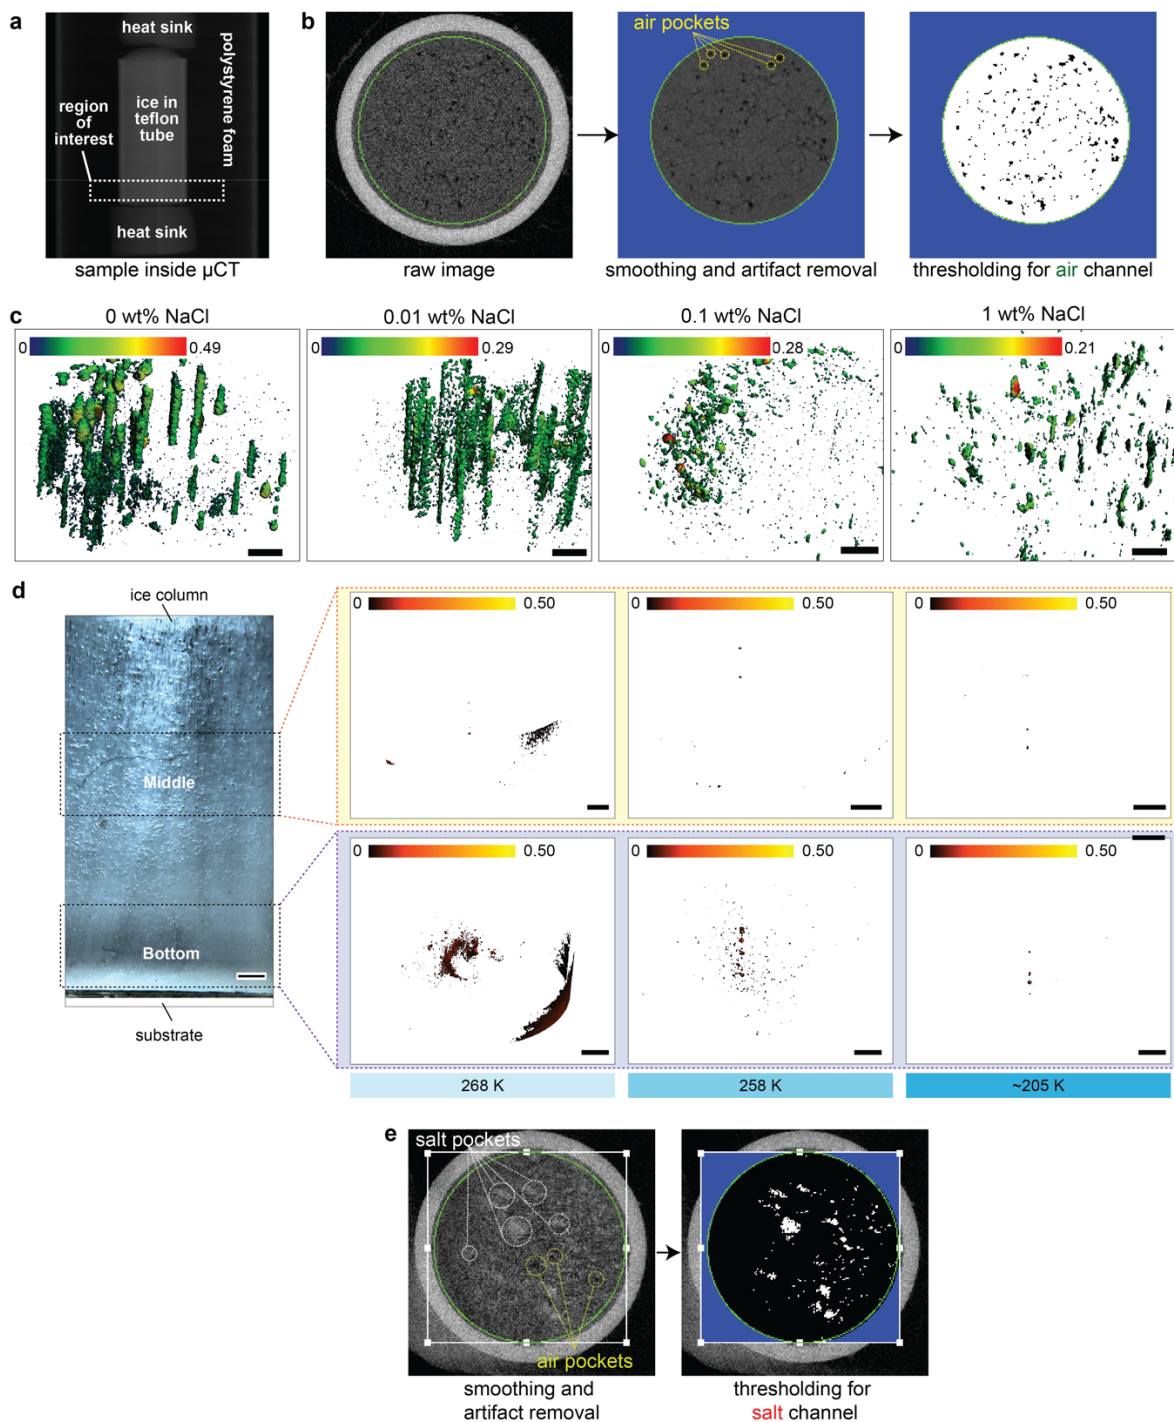 a
heat sink
polystyrene foam
region
of
interest
ice in
teflon
tube
heat sink
sample inside µCT
b
raw image
air pockets
smoothing and artifact removal
thresholding for air channel
c
0 wt% NaCl
0 0.49
0.01 wt% NaCl
0 0.29
0.1 wt% NaCl
0 0.28
1 wt% NaCl
0 0.21
d
ice column
Middle
Bottom
substrate
0 0.50
0 0.50
0 0.50
0 0.50
0 0.50
0 0.50
268 K
258 K
~205 K
e
salt pockets
air pockets
smoothing and
artifact removal
thresholding for
salt channel